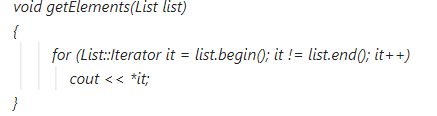 void getElements(List list)
{
for (List::Iterator it = list.begin(); it != list.end(); it++)
cout << *it;
}